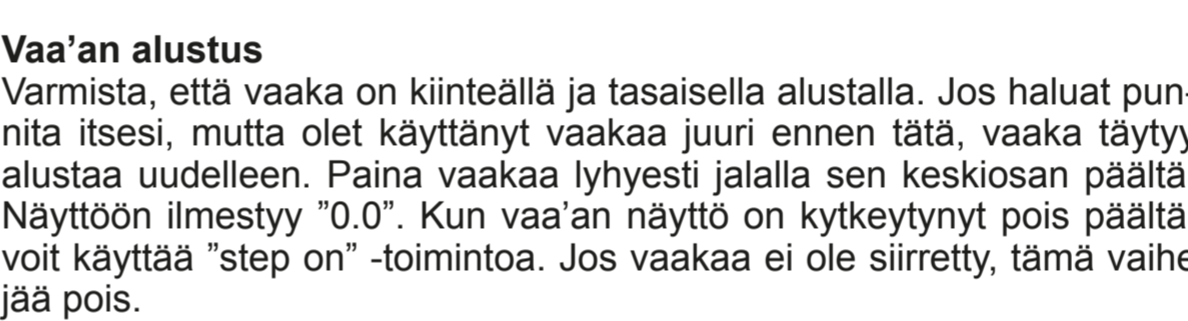 Vaa’an alustus
Varmista, että vaaka on kiinteällä ja tasaisella alustalla. Jos haluat pun-
nita itsesi, mutta olet käyttänyt vaakaa juuri ennen tätä, vaaka täytyy
alustaa uudelleen. Paina vaakaa lyhyesti jalalla sen keskiosan päältä
Näyttöön ilmestyy ”0.0”. Kun vaa’an näyttö on kytkeytynyt pois päältä
voit käyttää ”step on” -toimintoa. Jos vaakaa ei ole siirretty, tämä vaihe
jää pois.